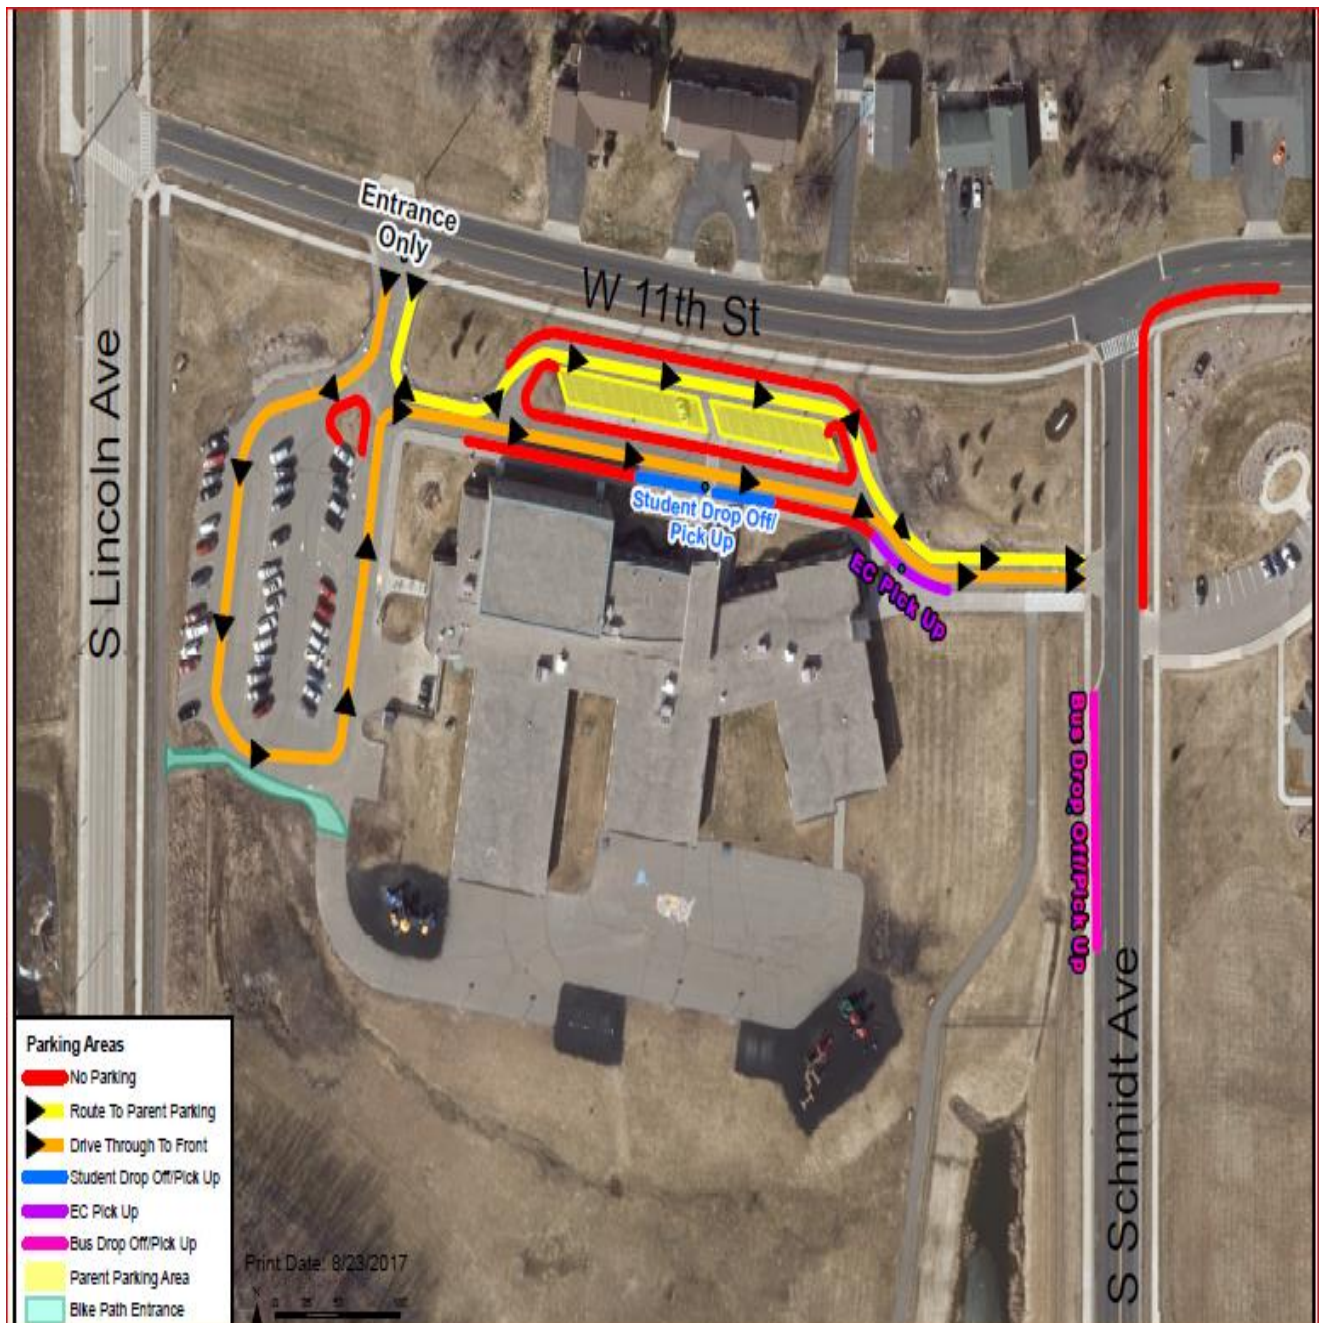 Entrance
Only
W 11th St
S Lincoln Ave
Student Drop Off/
Pick Up
EC Pick Up
Bus Drop Off/Pick Up
S Schmidt Ave
Parking Areas
No Parking
Route To Parent Parking
Drive Through To Front
Student Drop Off/Pick Up
EC Pick Up
Bus Drop Off/Pick Up
Parent Parking Area
Bike Path Entrance
Print Date: 8/23/2017
N